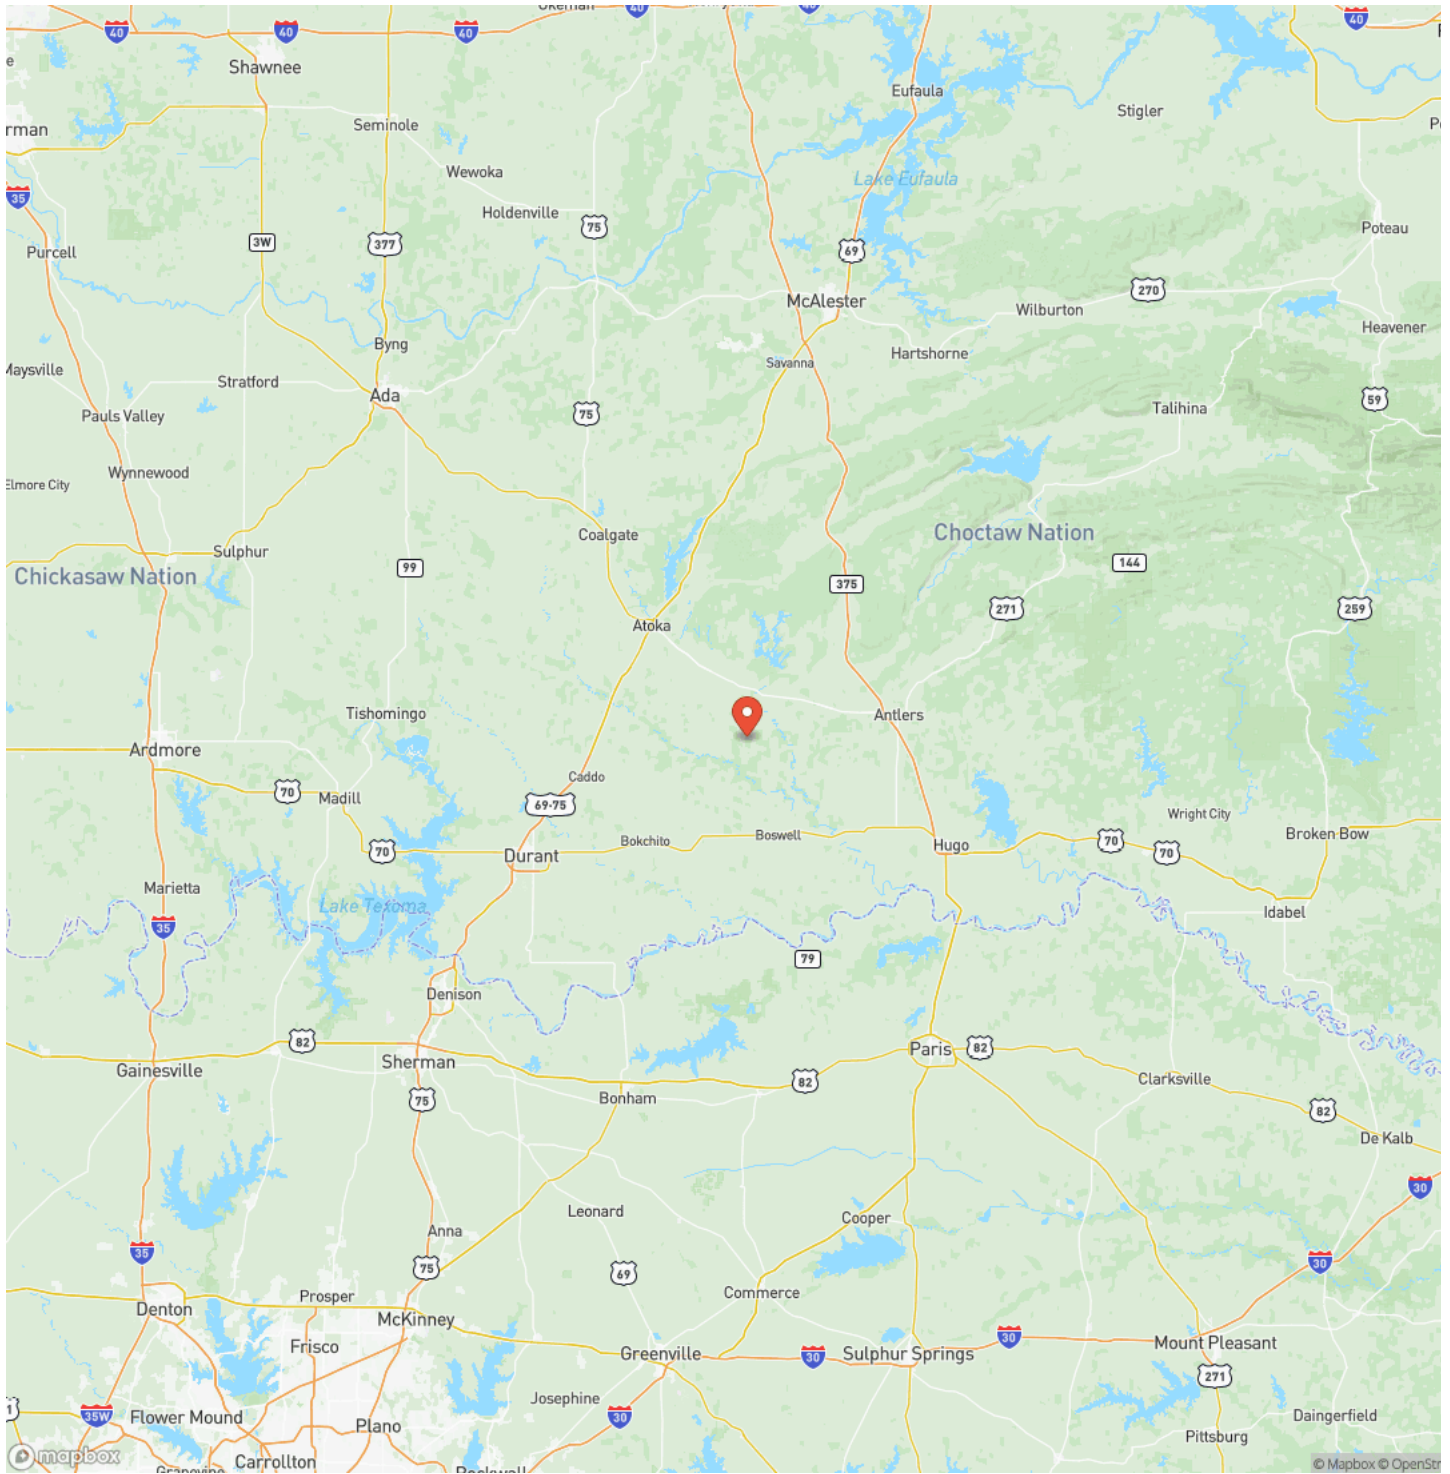 Okemah
40
40
40
40
40
40
Shawnee
Eufaula
Stigler
Seminole
rman
Wewoka
Lake Eufaula
35
Holdenville
75
Poteau
3W
377
69
Purcell
270
McAlester
Wilburton
Heavener
Byng
Hartshorne
Savanna
Maysville
Stratford
Ada
59
Pauls Valley
75
Talihina
Wynnewood
Elmore City
Choctaw Nation
Coalgate
Sulphur
144
99
Chickasaw Nation
375
271
259
Atoka
Tishomingo
Antlers
Ardmore
Caddo
70
Madill
69-75
Wright City
Broken Bow
Boswell
Bokchito
70
70
70
Hugo
Durant
Marietta
Lake Texoma
Idabel
35
79
Denison
82
Paris
82
Sherman
Gainesville
82
Clarksville
75
Bonham
82
De Kalb
30
Leonard
Cooper
Anna
35
30
75
69
Commerce
Prosper
Denton
McKinney
30
Mount Pleasant
Frisco
Greenville
30
Sulphur Springs
271
Josephine
1
35W
Flower Mound
30
Daingerfield
Plano
Pittsburg
mapbox
Carrollton
Grapevine
Rockwall
© Mapbox © OpenStr